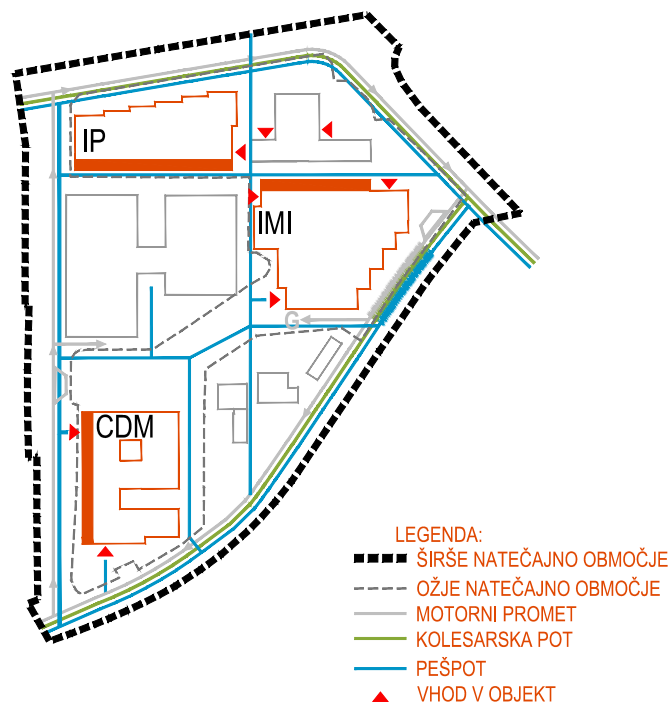 IP
IMI
G
CDM
LEGENDA:
ŠIRŠE NATEČAJNO OBMOČJE
OŽJE NATEČAJNO OBMOČJE
MOTORNI PROMET
KOLESARSKA POT
PEŠPOT
VHOD V OBJEKT